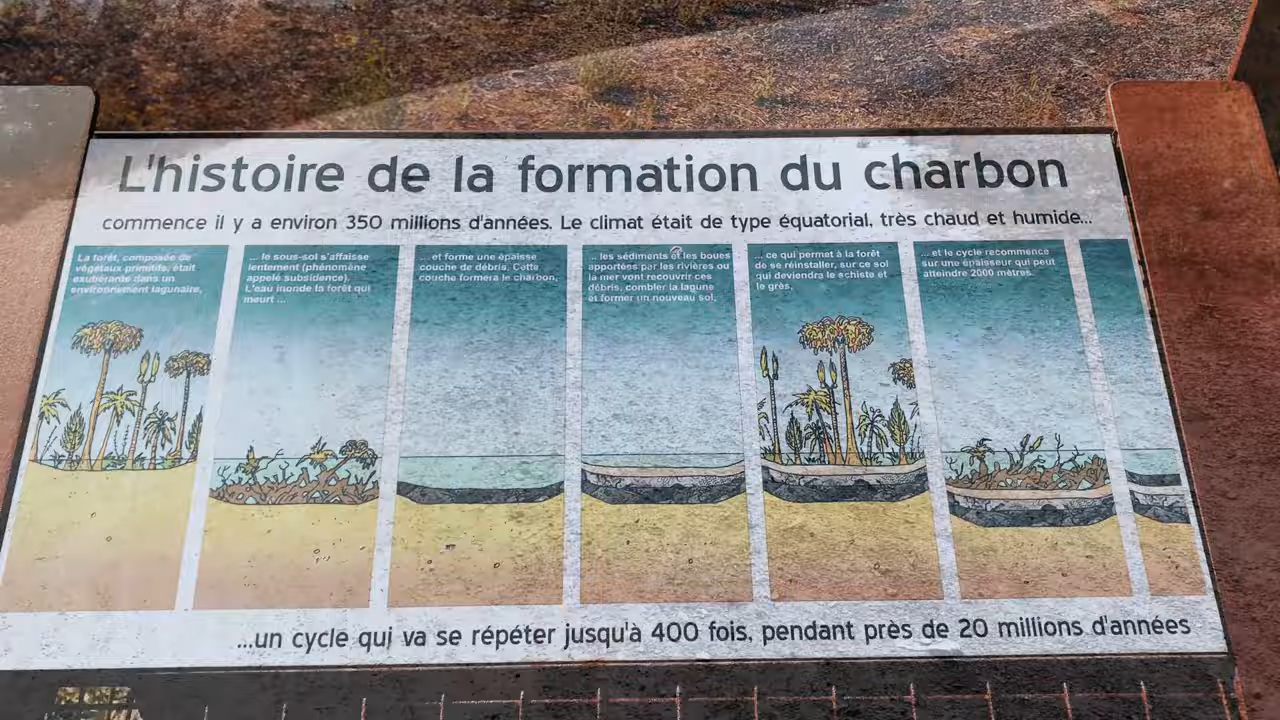 L'histoire de la formation du charbon
commence il y a environ 350 millions d'années. Le climat était de type équatorial, très chaud et humide...
La forêt, composée de
végétaux primitifs, était
exubérante dans un
environnement lagunaire,
... le sous-sol s'affaisse
lentement (phénomène
appelé subsidence).
L'eau inonde la forêt qui
meurt ...
... et forme une épaisse
couche de débris. Cette
couche formera le charbon,
... les sédiments et les boues
apportées par les rivières ou
la mer vont recouvrir ces
débris, combler la lagune
et former un nouveau sol,
... ce qui permet à la forêt
de se réinstaller, sur ce sol
qui deviendra le schiste et
le grès,
... et le cycle recommence
sur une épaisseur qui peut
atteindre 2000 mètres.
...un cycle qui va se répéter jusqu'à 400 fois, pendant près de 20 millions d'années